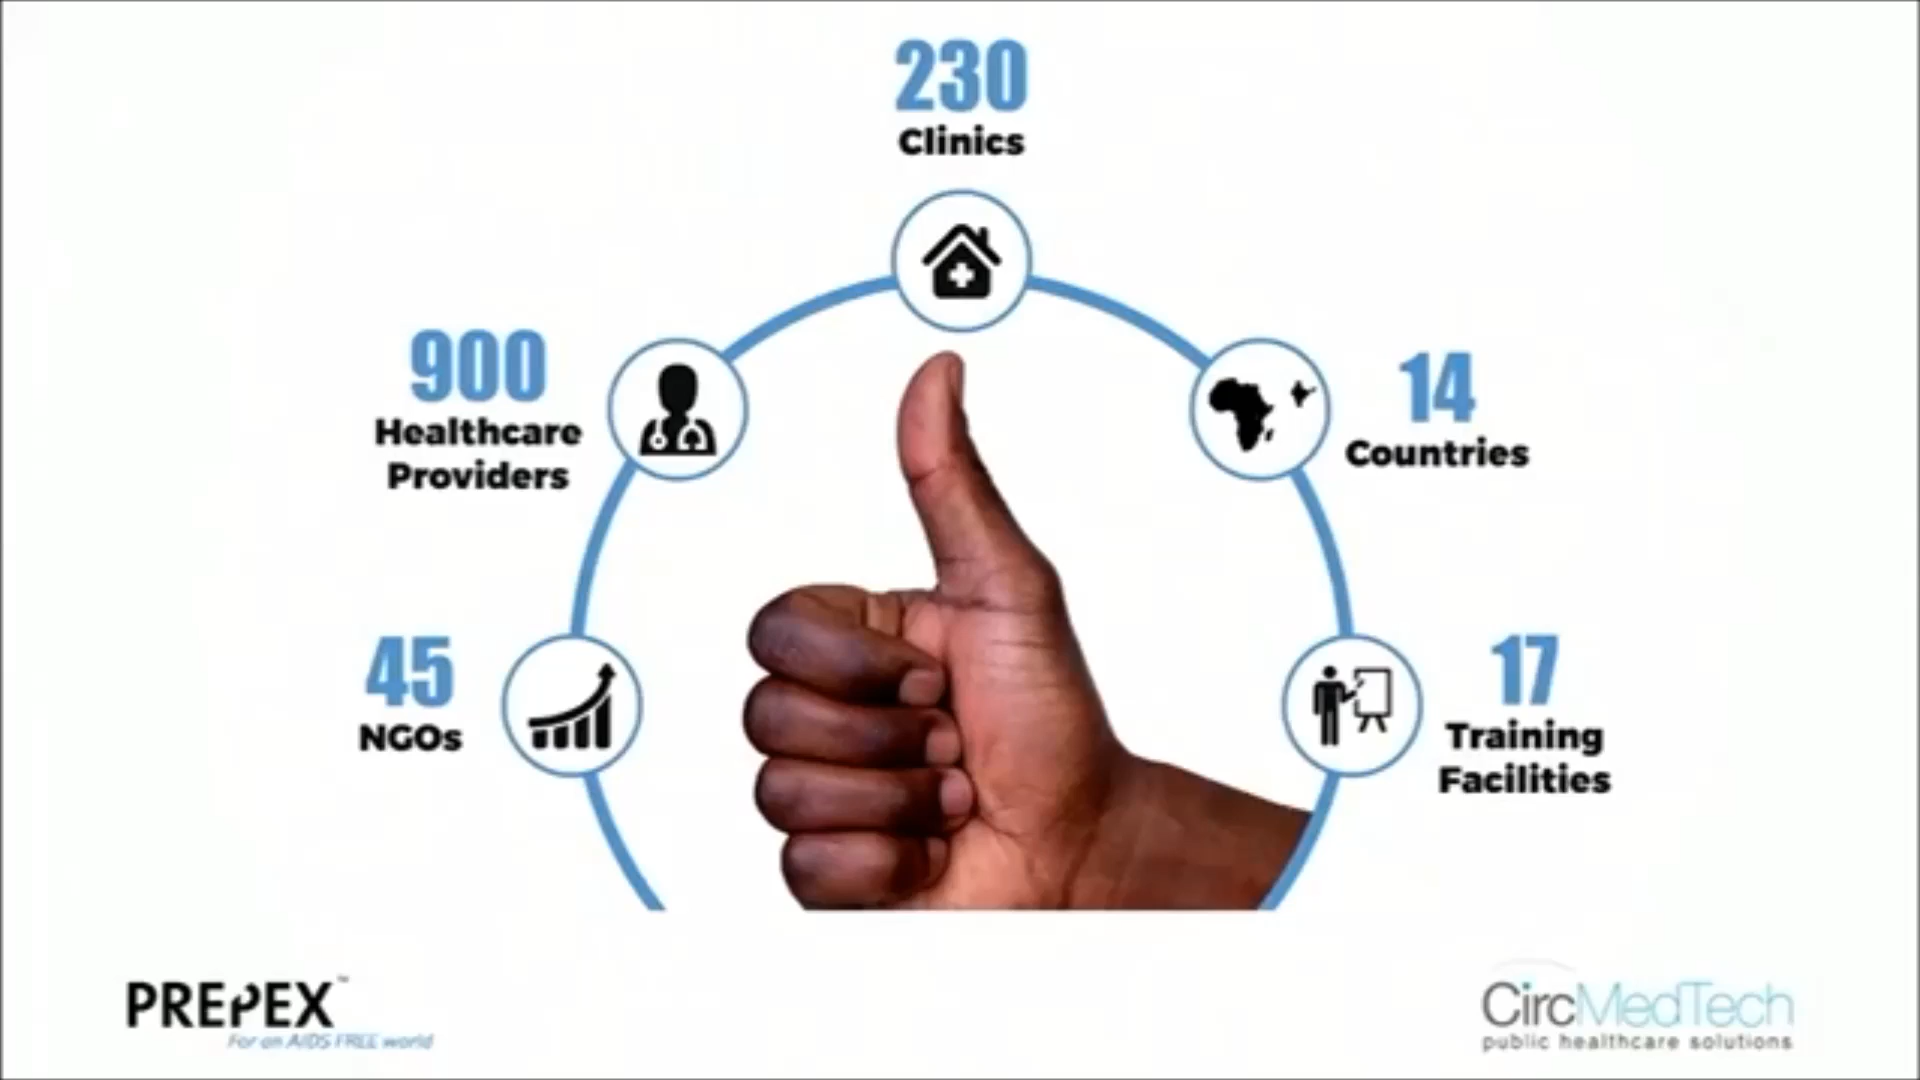 230
Clinics
900
Healthcare
Providers
14
Countries
45
NGOs
17
Training
Facilities
PREPEX™
For an AIDS FREE world
CircMedTech
public healthcare solutions